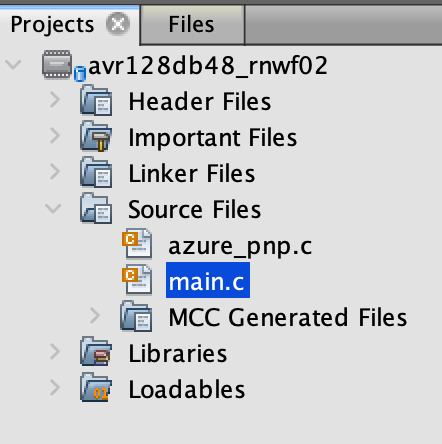 Projects Files
avr128db48_rnwf02
Header Files
Important Files
Linker Files
Source Files
azure_pnp.c
main.c
MCC Generated Files
Libraries
Loadables